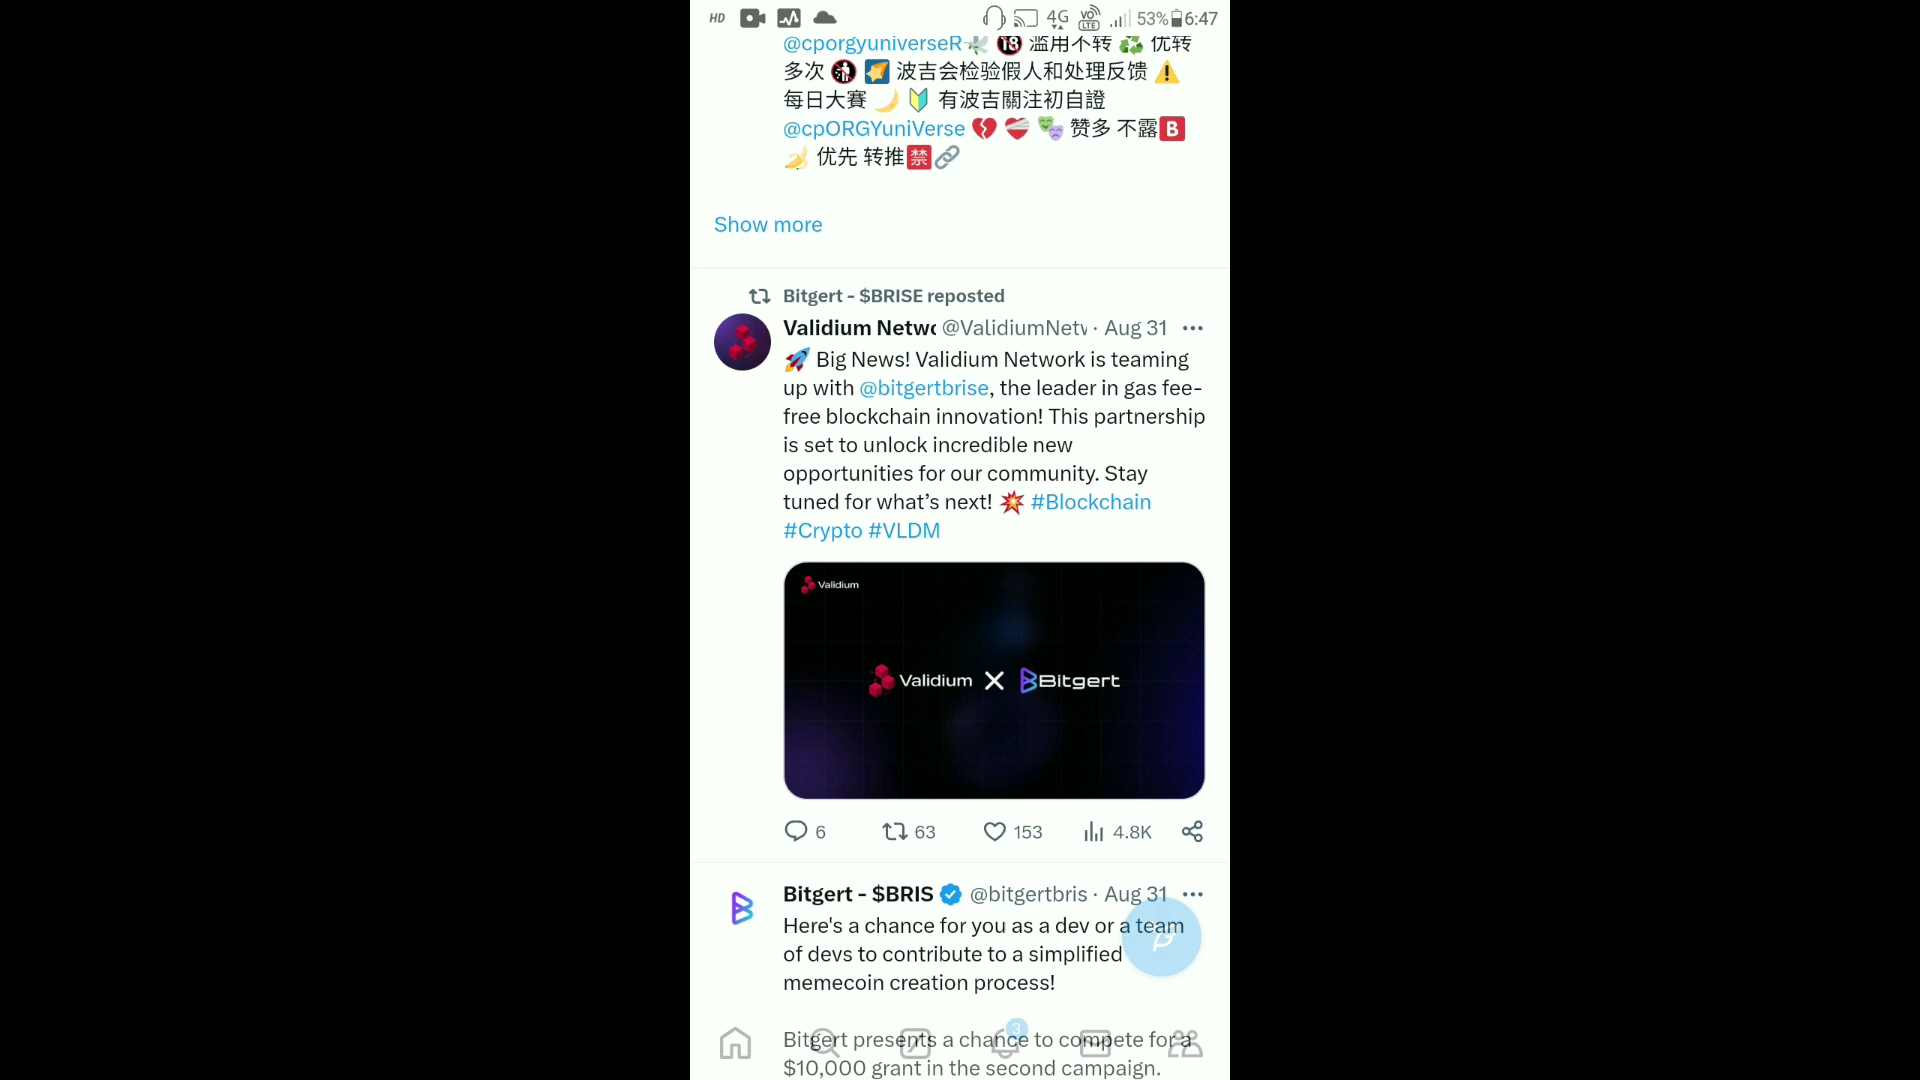 HD 4G VO LTE 53% 6:47
@cporgyuniverseR🕊️ 🔞 滥用不转 ♻️ 优转
多次 🚯 🌠 波吉会检验假人和处理反馈 ⚠️
每日大賽 🌙 🔰 有波吉關注初自證
@cpORGYuniVerse 💔 ❤️‍🩹 🎭 赞多 不露🅱️
🍌 优先 转推🈲🔗
Show more
Bitgert - $BRISE reposted
Validium Netwo @ValidiumNetw · Aug 31
🚀 Big News! Validium Network is teaming
up with @bitgertbrise, the leader in gas fee-
free blockchain innovation! This partnership
is set to unlock incredible new
opportunities for our community. Stay
tuned for what’s next! 💥 #Blockchain
#Crypto #VLDM
Validium
Validium X Bitgert
6 63 153 4.8K
Bitgert - $BRIS @bitgertbris · Aug 31
Here's a chance for you as a dev or a team
of devs to contribute to a simplified
memecoin creation process!
3
Bitgert presents a chance to compete for a
$10,000 grant in the second campaign.